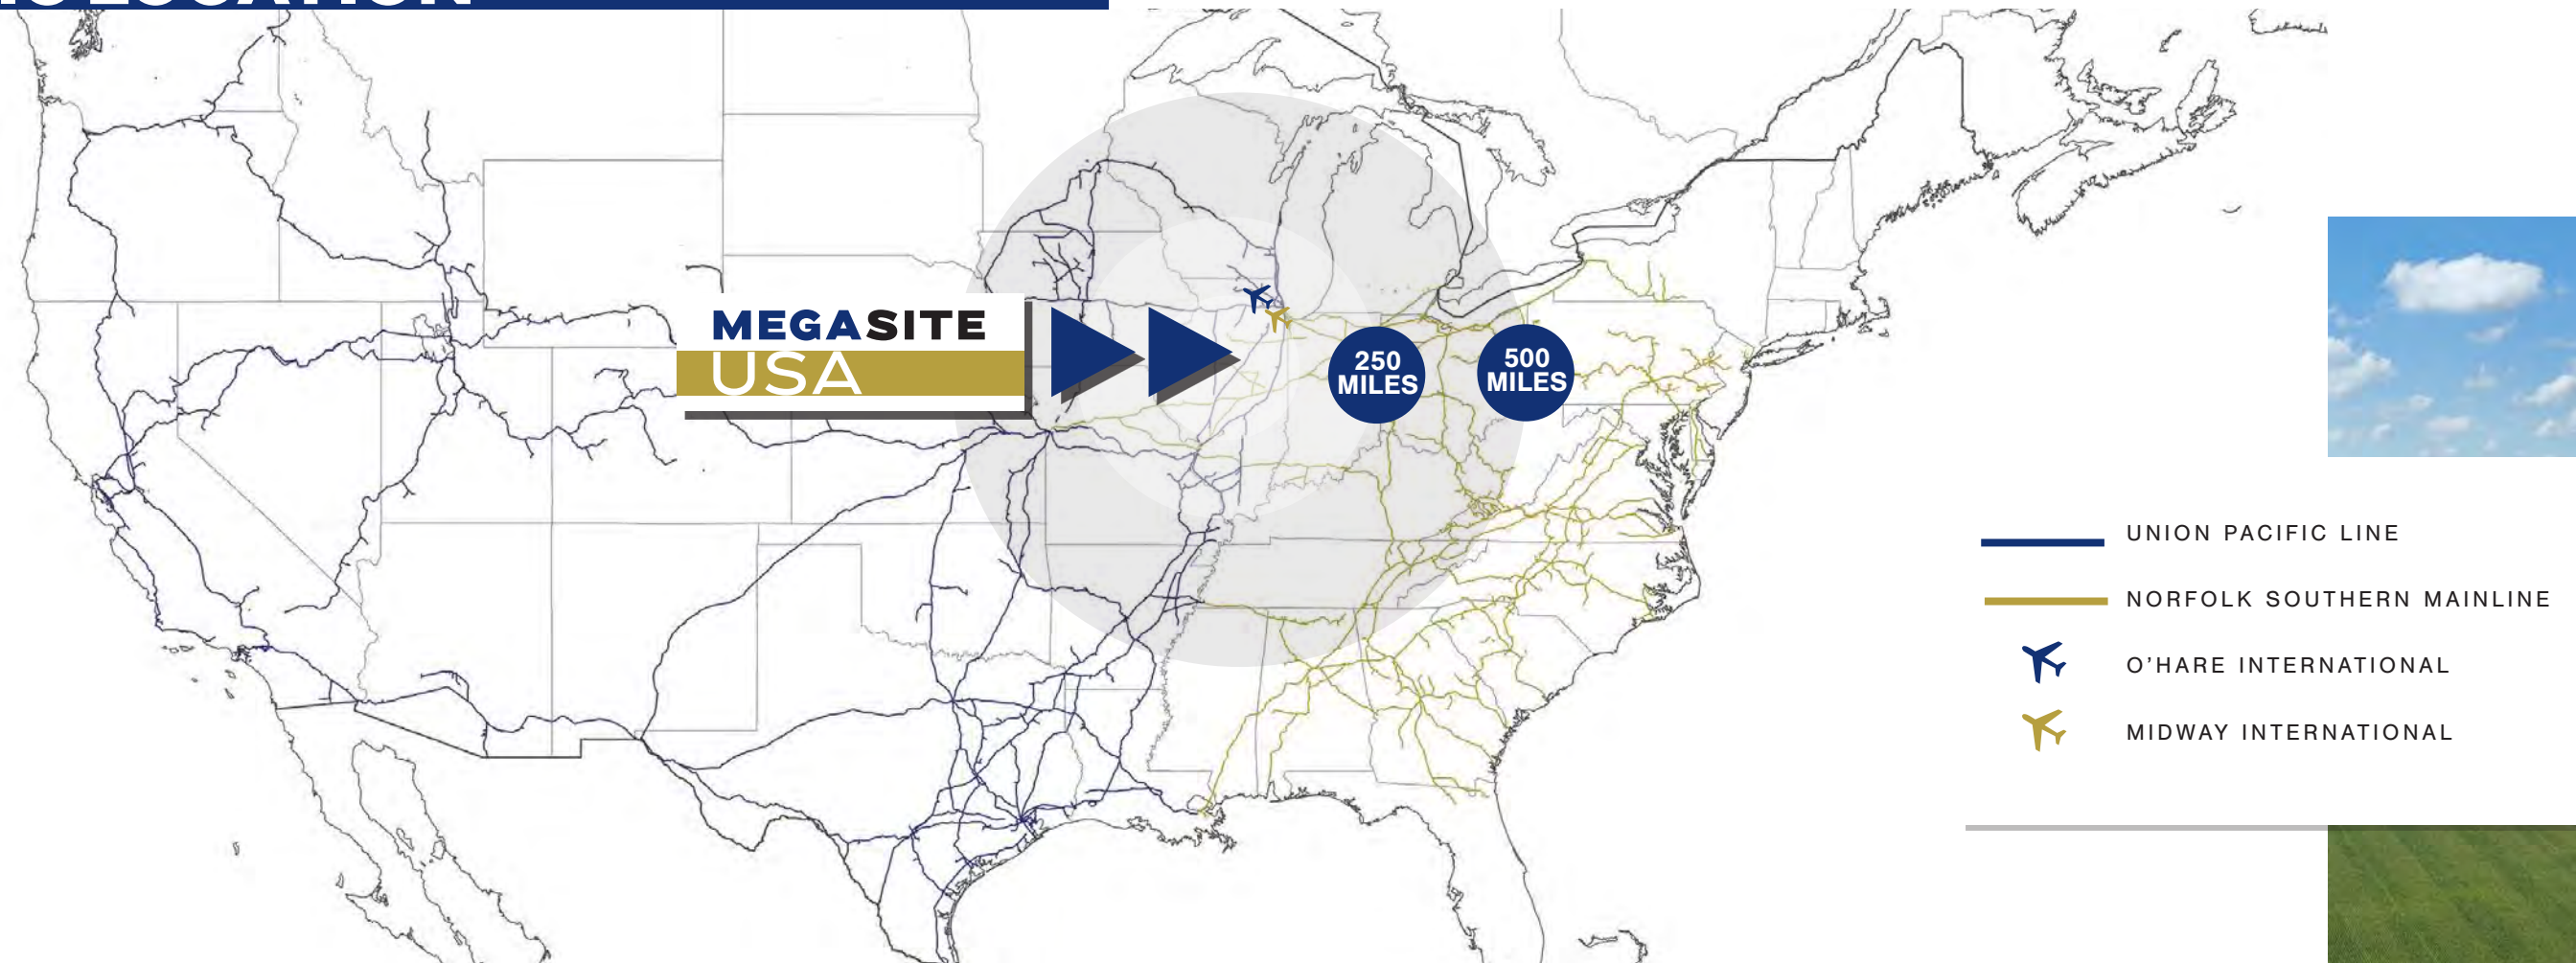 MEGASITE
USA
250
MILES
500
MILES
UNION PACIFIC LINE
NORFOLK SOUTHERN MAINLINE
O'HARE INTERNATIONAL
MIDWAY INTERNATIONAL